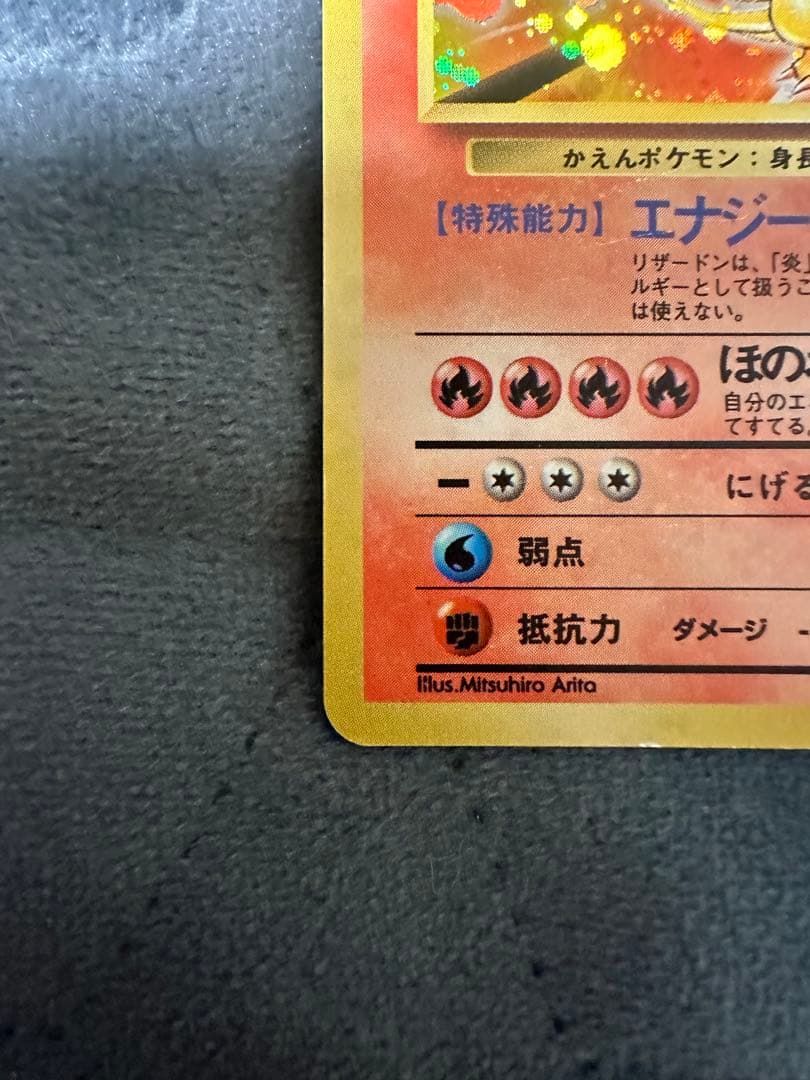 かえんポケモン：身長
【特殊能力】 エナジー
リザードンは、「炎」
ルギーとして扱うこ
は使えない。
ほの
自分のエ
てすてる。
にげる
弱点
抵抗力 ダメージ -
Illus.Mitsuhiro Arita